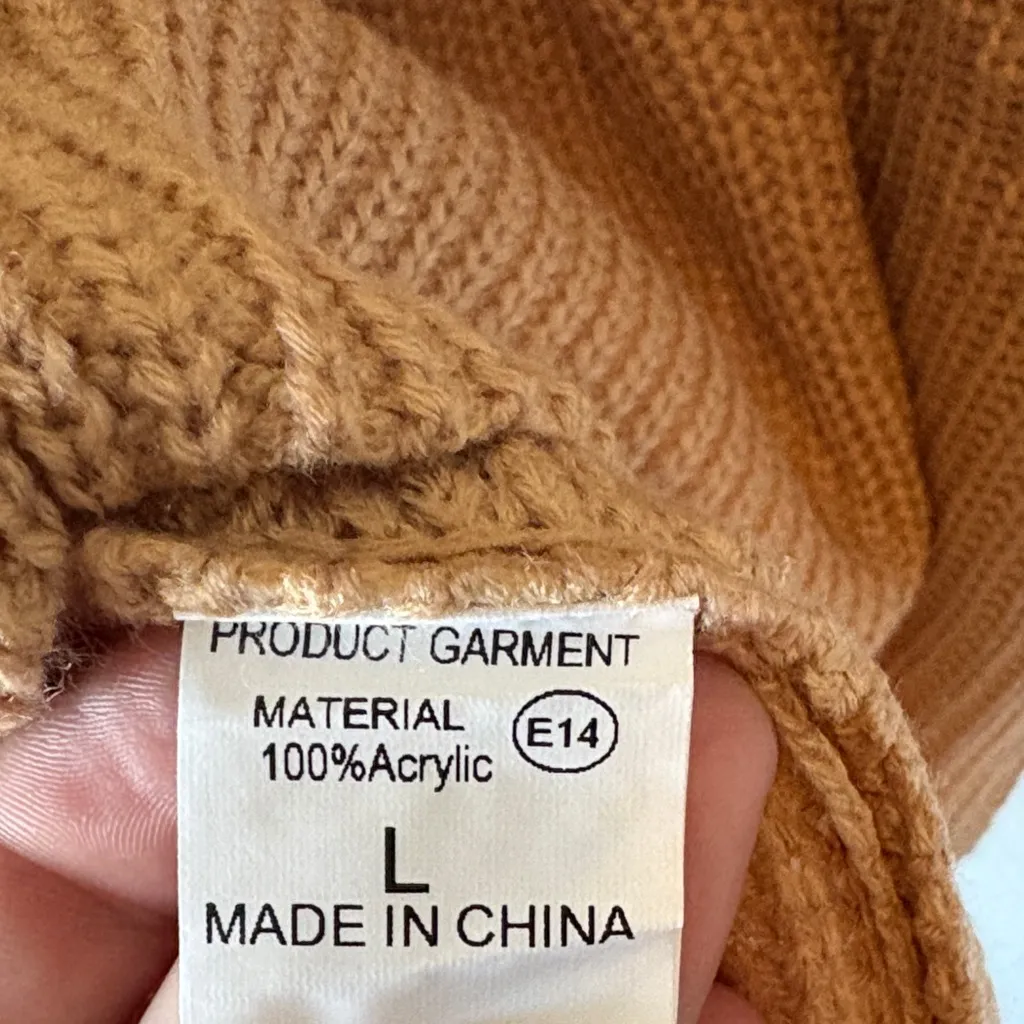 PRODUCT GARMENT
MATERIAL
E14
100%Acrylic
L
MADE IN CHINA